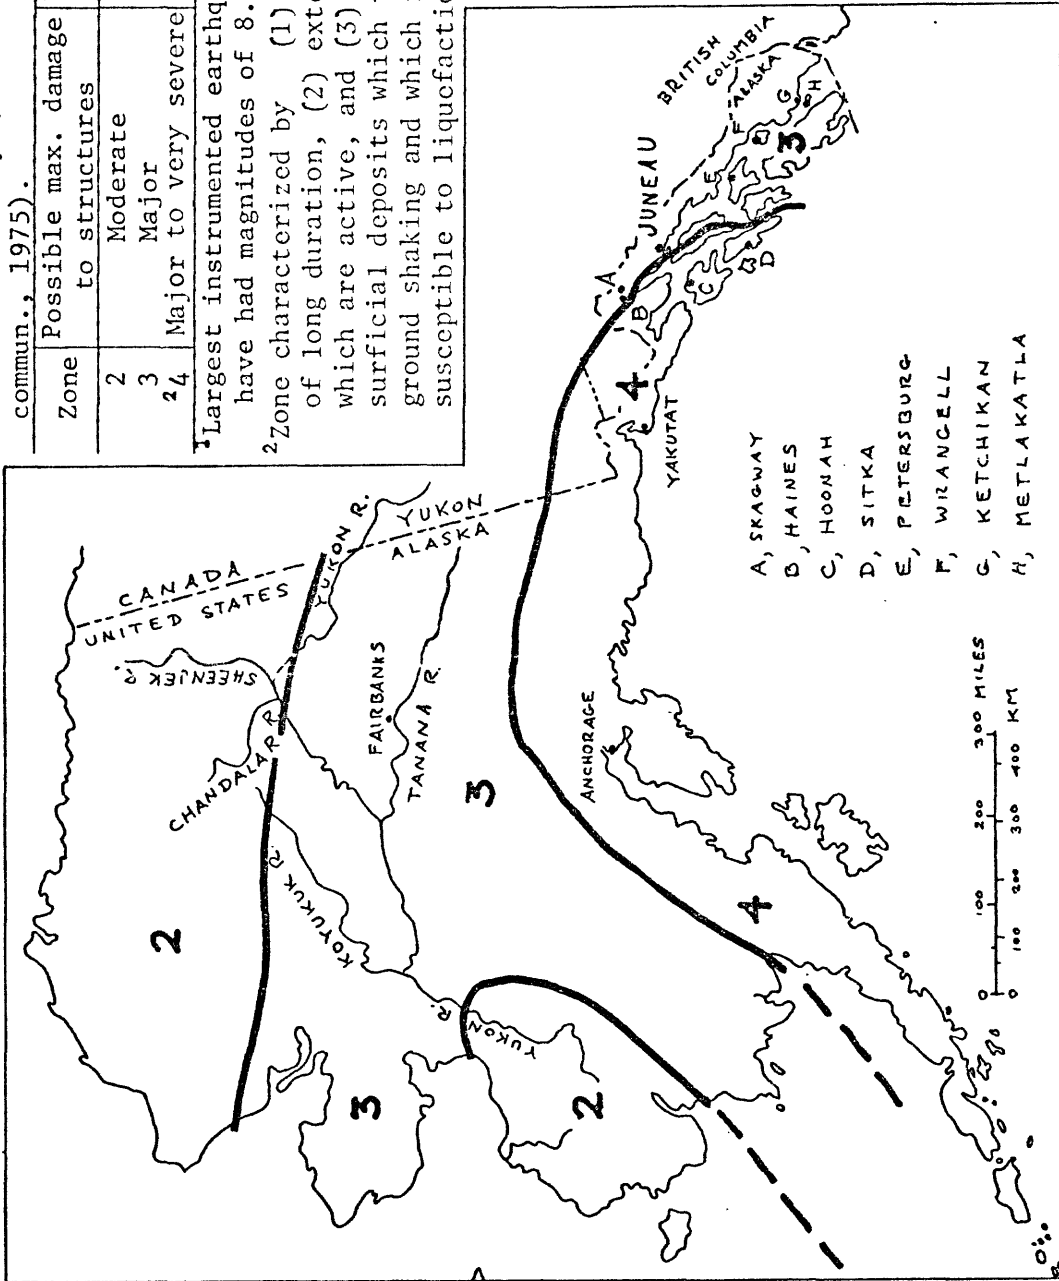 commun., 1975).
Zone
Possible max. damage
to structures
2 Moderate
3 Major
²4 Major to very severe
¹Largest instrumented earthq
have had magnitudes of 8.
²Zone characterized by (1)
of long duration, (2) exte
which are active, and (3)
surficial deposits which
ground shaking and which
susceptible to liquefactio
CANADA
UNITED STATES
SHEENJEK R.
CHANDALAR R.
YUKON R.
2
KOYUKUK R.
YUKON
ALASKA
FAIRBANKS
TANANA R.
3
3
YUKON R.
2
ANCHORAGE
4
4
YAKUTAT
BRITISH
COLUMBIA
ALASKA
JUNEAU
A
B
C
D
E
F
G
H
3
A, SKAGWAY
B, HAINES
C, HOONAH
D, SITKA
E, PETERSBURG
F, WRANGELL
G, KETCHIKAN
H, METLAKATLA
0 100 200 300 MILES
0 100 200 300 400 KM